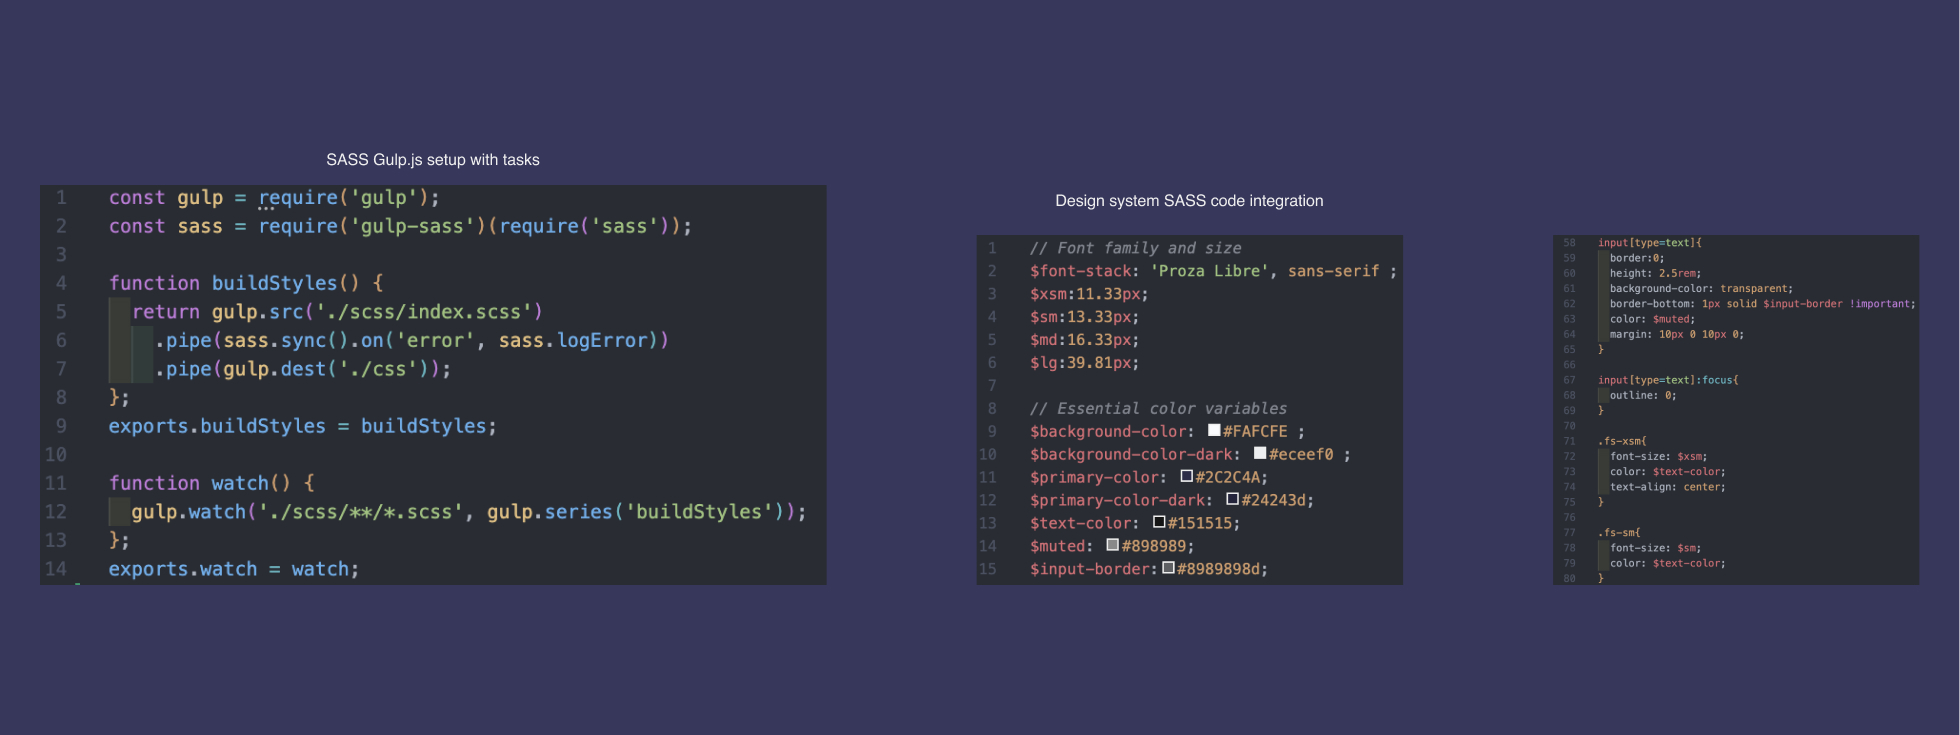 SASS Gulp.js setup with tasks
1 const gulp = require('gulp');
2 const sass = require('gulp-sass')(require('sass'));
3
4 function buildStyles() {
5 return gulp.src('./scss/index.scss')
6 .pipe(sass.sync().on('error', sass.logError))
7 .pipe(gulp.dest('./css'));
8 };
9 exports.buildStyles = buildStyles;
10
11 function watch() {
12 gulp.watch('./scss/**/*.scss', gulp.series('buildStyles'));
13 };
14 exports.watch = watch;
Design system SASS code integration
1 // Font family and size
2 $font-stack: 'Proza Libre', sans-serif ;
3 $xsm:11.33px;
4 $sm:13.33px;
5 $md:16.33px;
6 $lg:39.81px;
7
8 // Essential color variables
9 $background-color: #FAFCFE ;
10 $background-color-dark: #eceef0 ;
11 $primary-color: #2C2C4A;
12 $primary-color-dark: #24243d;
13 $text-color: #151515;
14 $muted: #898989;
15 $input-border: #8989898d;
58 input[type=text]{
59 border:0;
60 height: 2.5rem;
61 background-color: transparent;
62 border-bottom: 1px solid $input-border !important;
63 color: $muted;
64 margin: 10px 0 10px 0;
65 }
66
67 input[type=text]:focus{
68 outline: 0;
69 }
70
71 .fs-xsm{
72 font-size: $xsm;
73 color: $text-color;
74 text-align: center;
75 }
76
77 .fs-sm{
78 font-size: $sm;
79 color: $text-color;
80 }